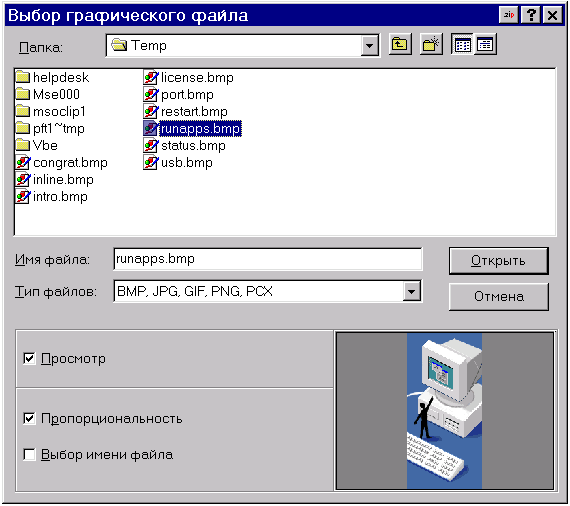 Выбор графического файла
.zip ?
Папка: Temp
helpdesk
Mse000
msoclip1
pft1~tmp
Vbe
congrat.bmp
inline.bmp
intro.bmp
license.bmp
port.bmp
restart.bmp
runapps.bmp
status.bmp
usb.bmp
Имя файла: runapps.bmp
Открыть
Тип файлов: BMP, JPG, GIF, PNG, PCX
Отмена
Просмотр
Пропорциональность
Выбор имени файла